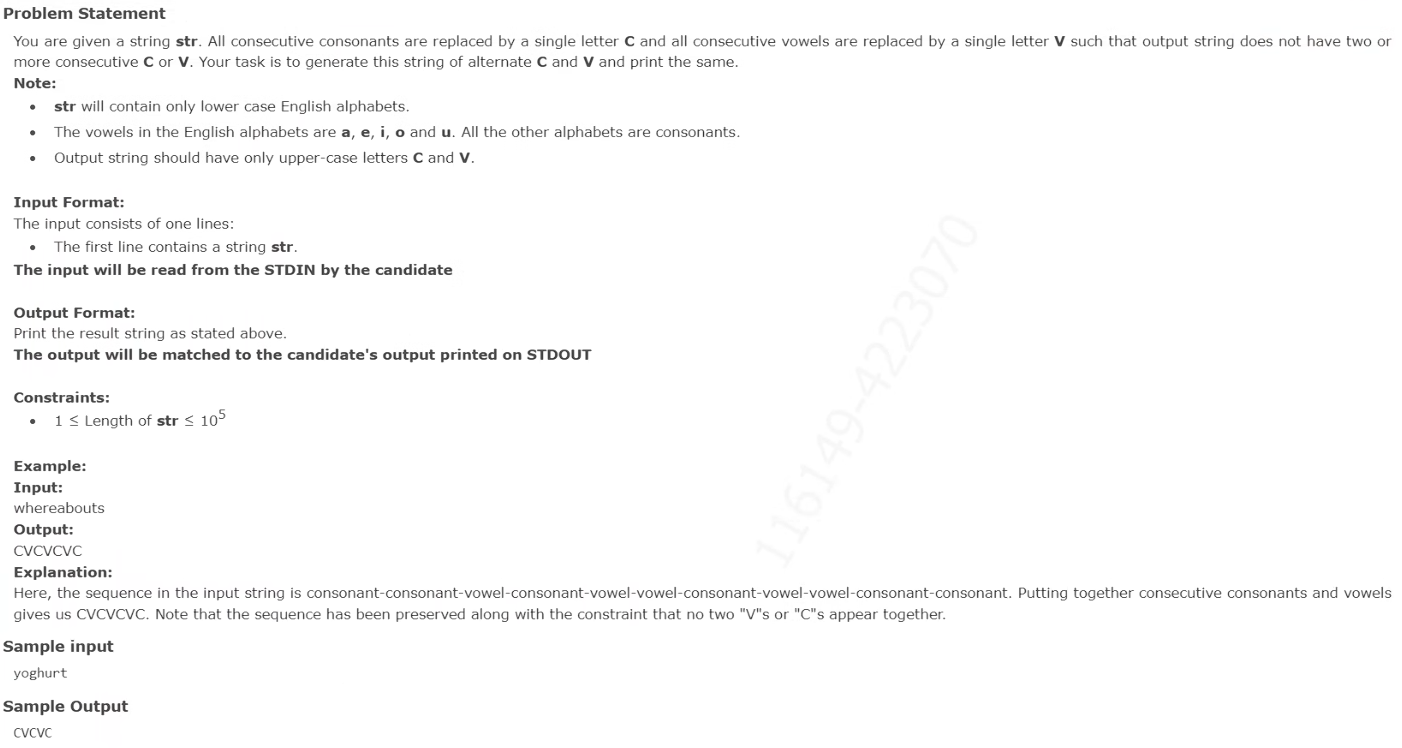 Problem Statement
You are given a string str. All consecutive consonants are replaced by a single letter C and all consecutive vowels are replaced by a single letter V such that output string does not have two or
more consecutive C or V. Your task is to generate this string of alternate C and V and print the same.
Note:
• str will contain only lower case English alphabets.
• The vowels in the English alphabets are a, e, i, o and u. All the other alphabets are consonants.
• Output string should have only upper-case letters C and V.
Input Format:
The input consists of one lines:
• The first line contains a string str.
The input will be read from the STDIN by the candidate
Output Format:
Print the result string as stated above.
The output will be matched to the candidate's output printed on STDOUT
Constraints:
• 1 ≤ Length of str ≤ 10^5
Example:
Input:
whereabouts
Output:
CVCVCVC
Explanation:
Here, the sequence in the input string is consonant-consonant-vowel-consonant-vowel-vowel-consonant-vowel-vowel-consonant-consonant. Putting together consecutive consonants and vowels
gives us CVCVCVC. Note that the sequence has been preserved along with the constraint that no two "V"s or "C"s appear together.
Sample input
yoghurt
Sample Output
CVCVC
116149-4223070